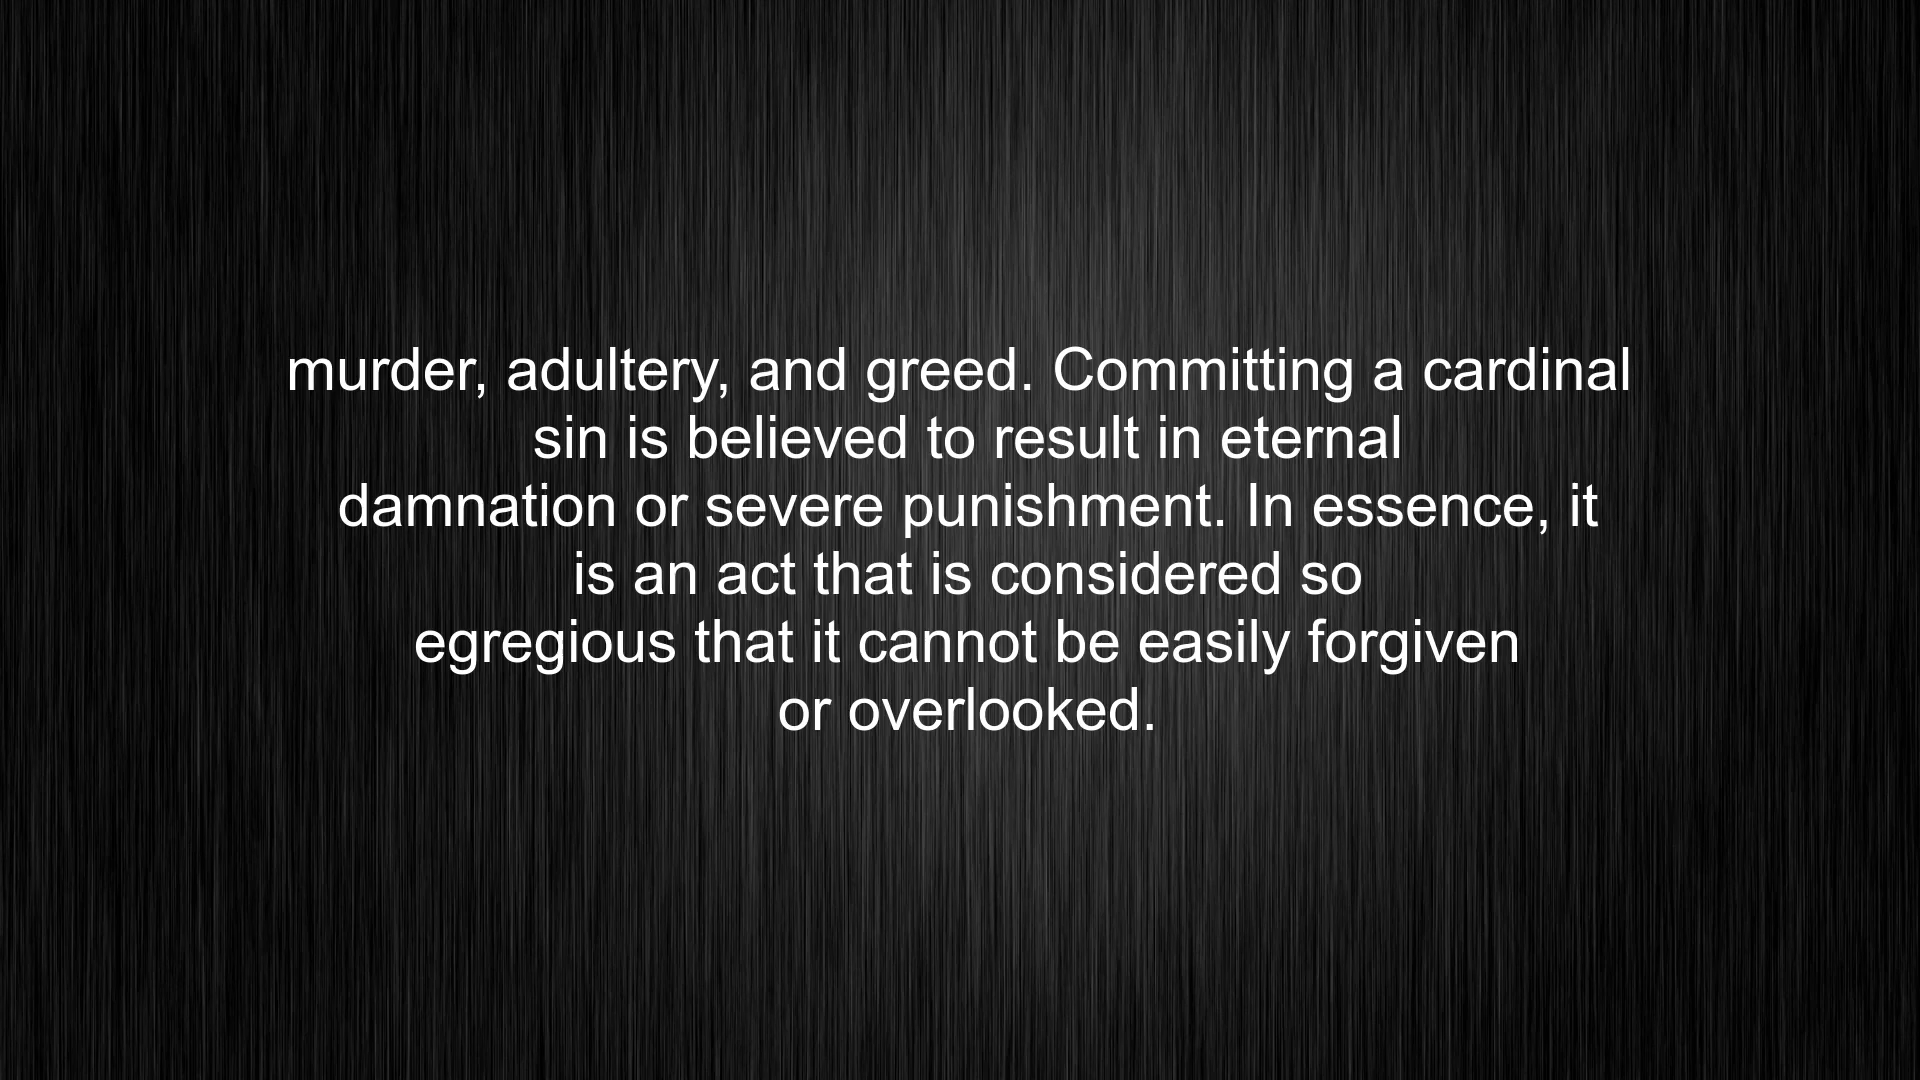 murder, adultery, and greed. Committing a cardinal
sin is believed to result in eternal
damnation or severe punishment. In essence, it
is an act that is considered so
egregious that it cannot be easily forgiven
or overlooked.